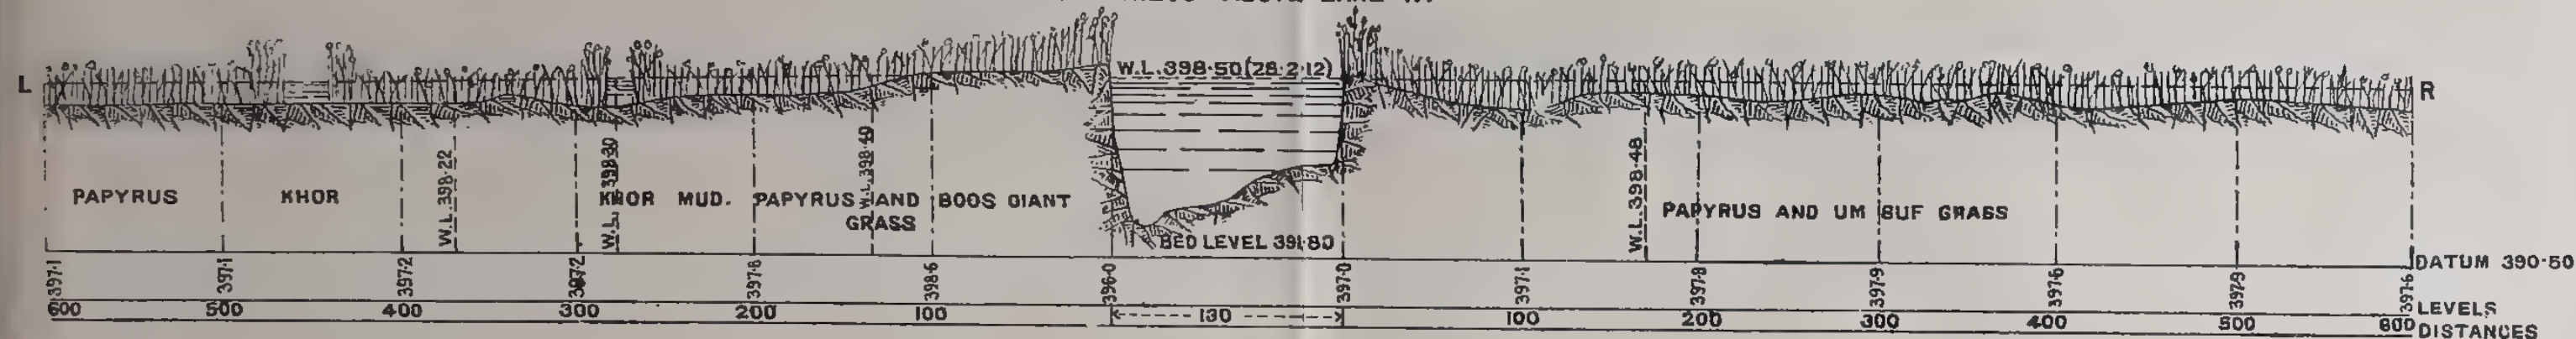 L
R
W.L. 398·50 (28·2·12)
W.L. 398·22
W.L. 398·30
W.L. 398·40
W.L. 398·48
PAPYRUS
KHOR
KHOR MUD.
PAPYRUS AND BOOS GIANT
GRASS
PAPYRUS AND UM SUF GRASS
BED LEVEL 391·80
DATUM 390·50
397·1 397·1 397·2 397·2 397·8 398·6 396·0 397·0 397·1 397·8 397·9 397·6 397·9 397·6 LEVELS
600 500 400 300 200 100 130 100 200 300 400 500 600 DISTANCES